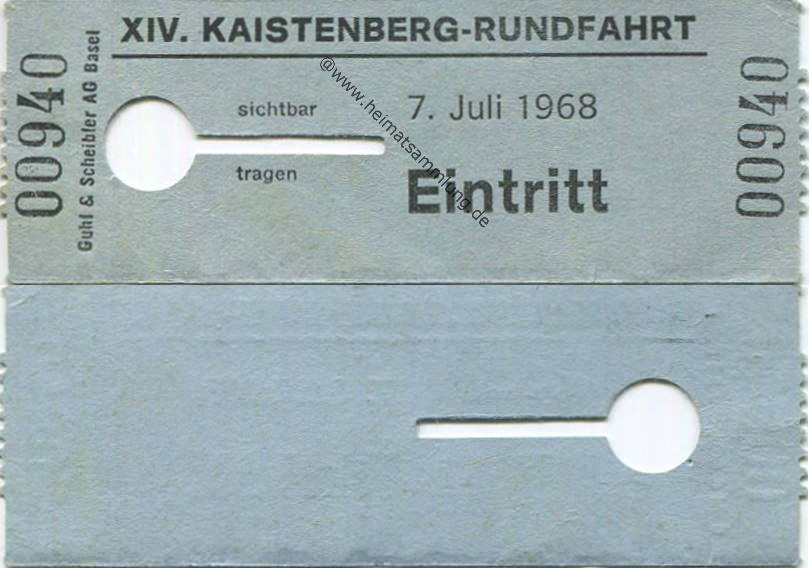 XIV. KAISTENBERG-RUNDFAHRT
00940
Guhl & Scheibler AG Basel
sichtbar
tragen
7. Juli 1968
Eintritt
00940
@www.heimatsammlung.de